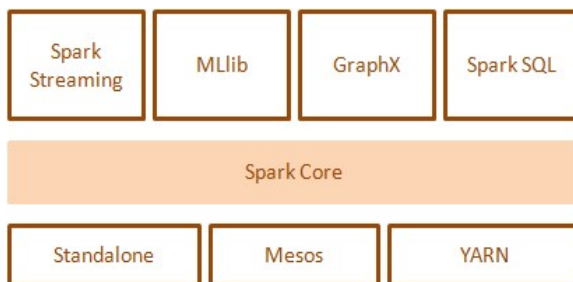 Spark
Streaming
MLlib
GraphX
Spark SQL
Spark Core
Standalone
Mesos
YARN